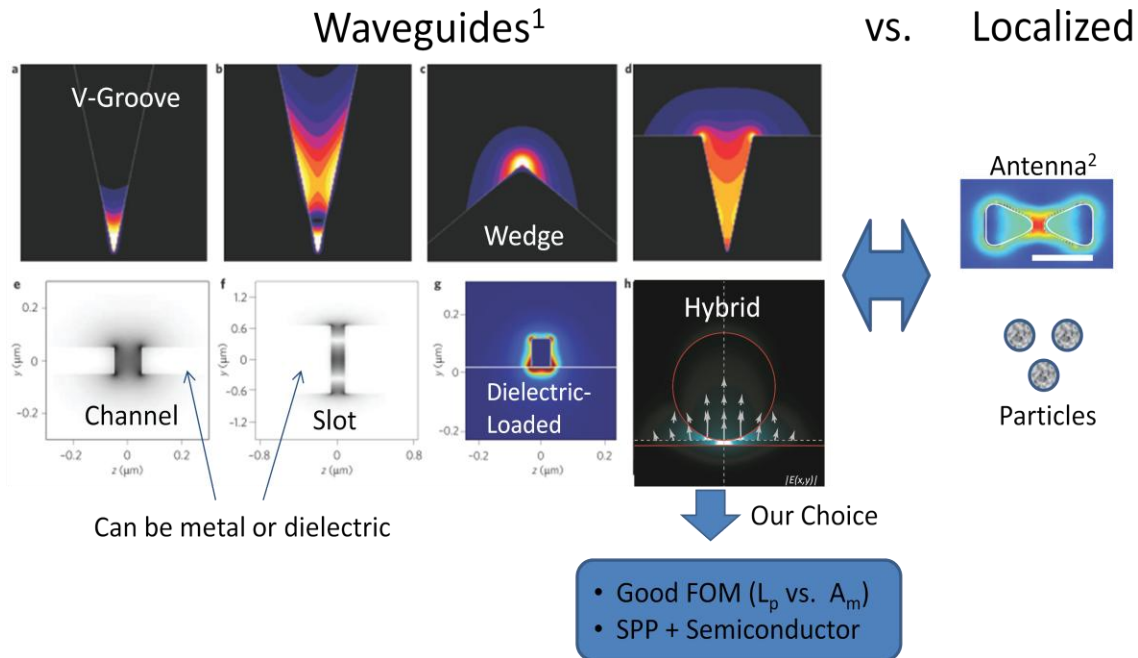 Waveguides1 vs. Localized
a b c d
V-Groove
Wedge
Antenna2
e f g h
0.2
0
−0.2
y (μm)
Channel
−0.2 0 0.2
z (μm)
1.2
0.6
0
−0.6
−1.2
y (μm)
Slot
−0.8 0 0.8
z (μm)
0.2
0
−0.2
y (μm)
Dielectric-
Loaded
−0.2 0 0.2
z (μm)
Hybrid
|E(x,y)|
Particles
Can be metal or dielectric
Our Choice
• Good FOM (Lp vs. Am)
• SPP + Semiconductor